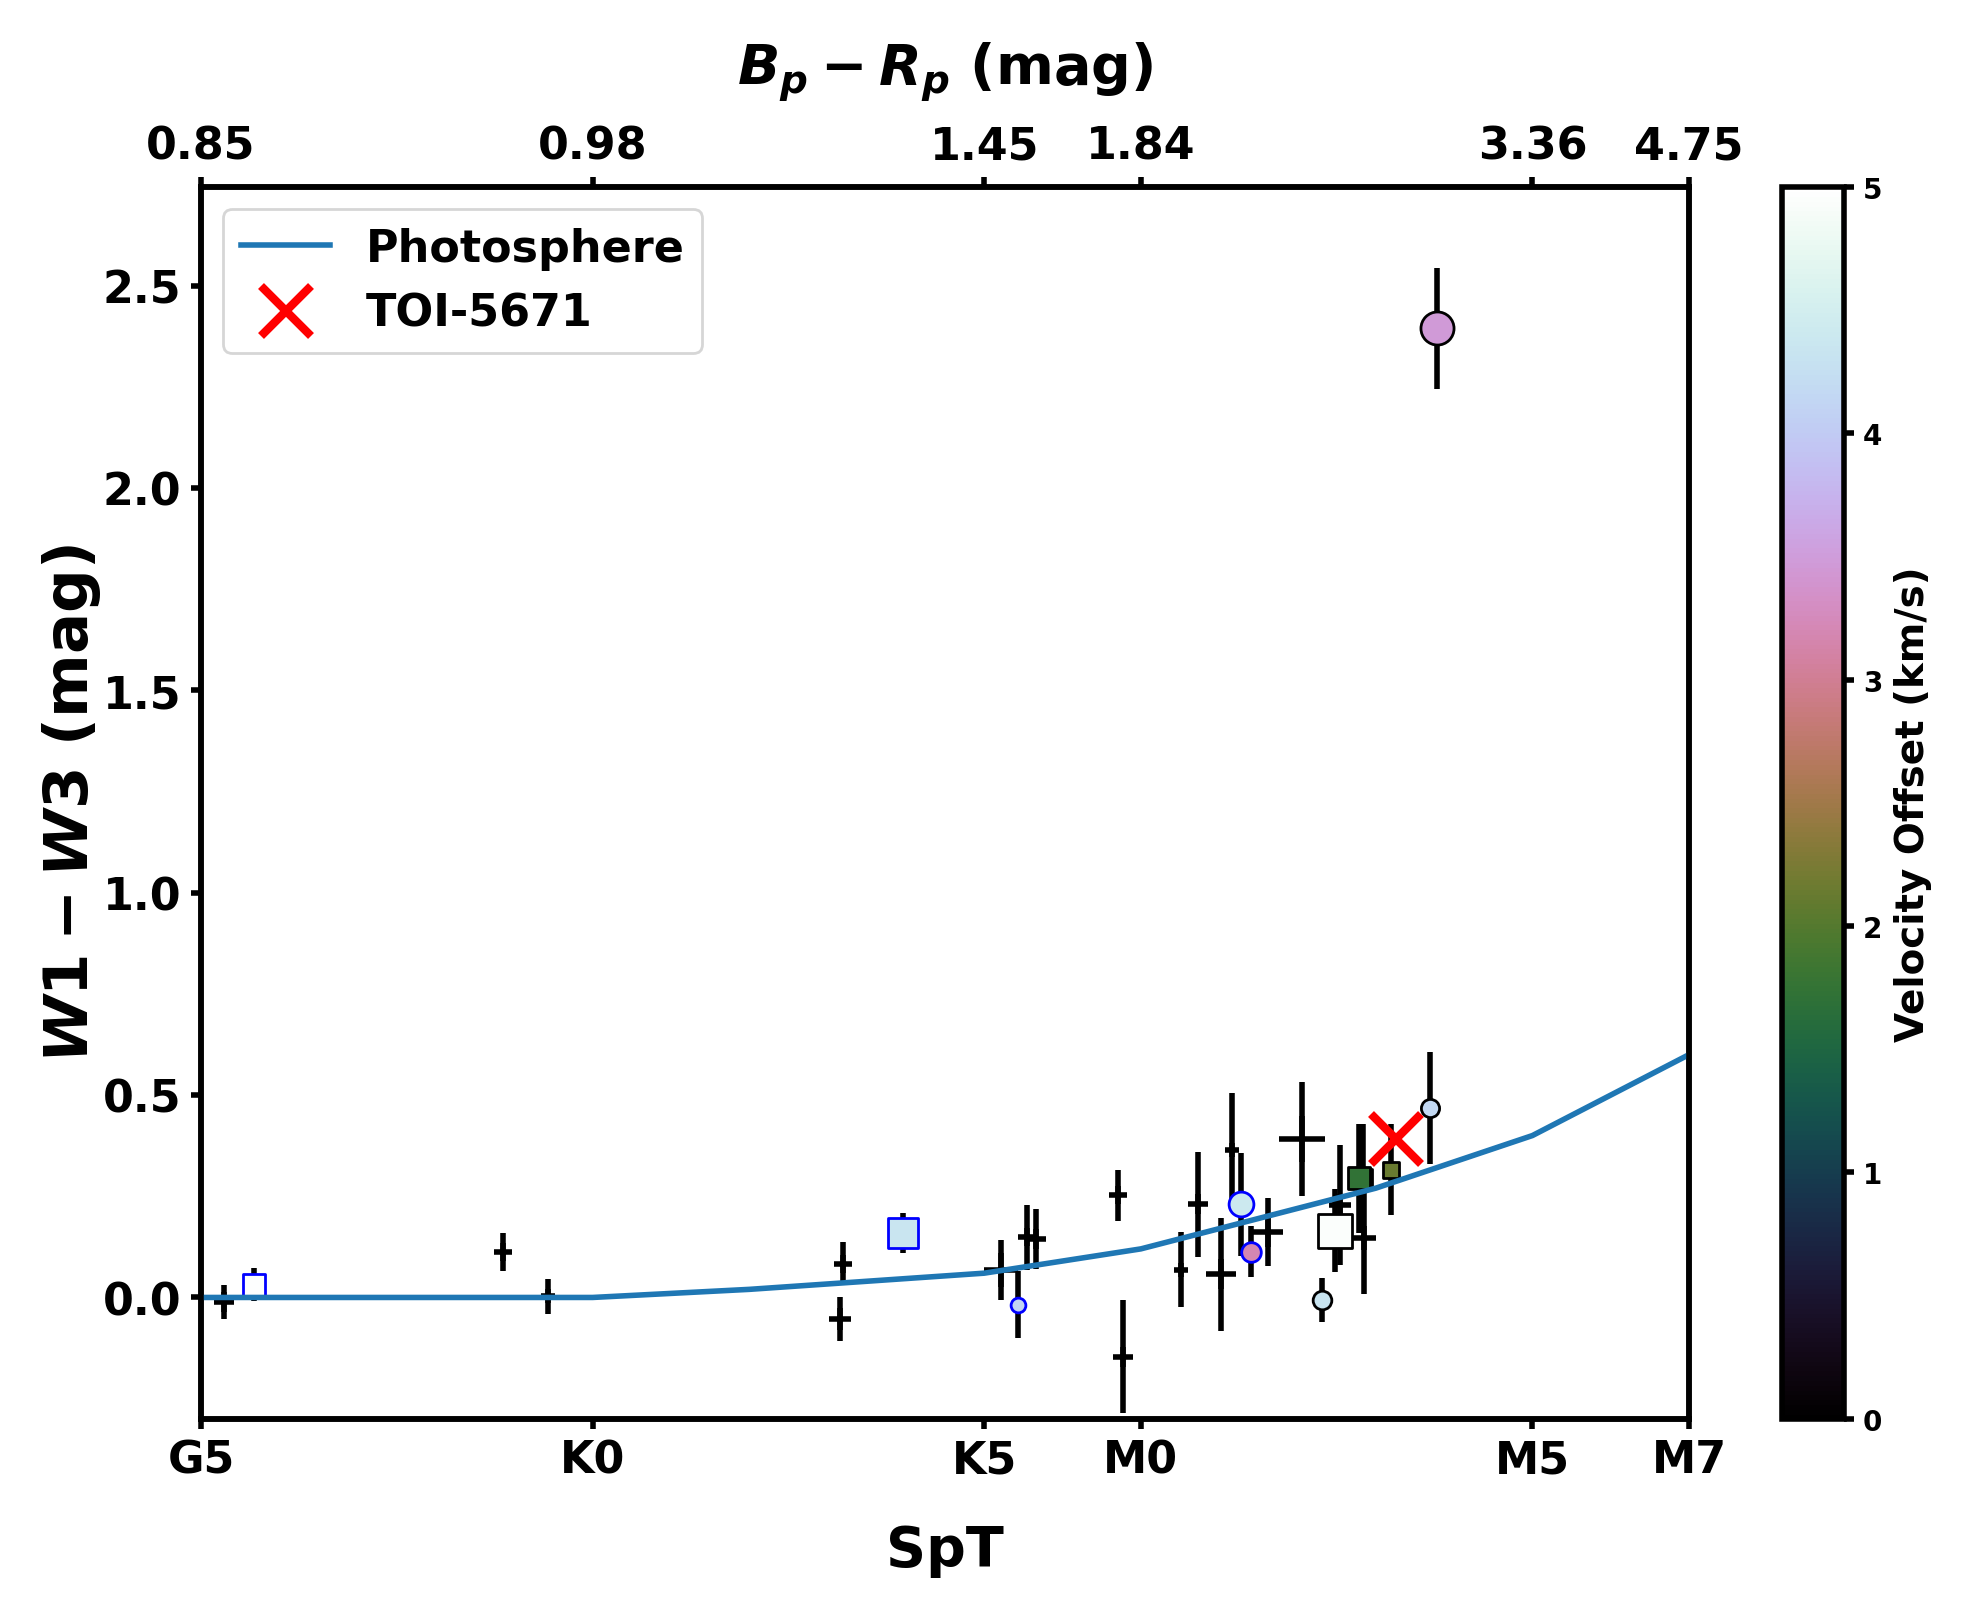 B_p − R_p (mag)
0.85 0.98 1.45 1.84 3.36 4.75
Photosphere
TOI-5671
2.5
2.0
1.5
1.0
0.5
0.0
W1 − W3 (mag)
G5 K0 K5 M0 M5 M7
SpT
5
4
3
2
1
0
Velocity Offset (km/s)